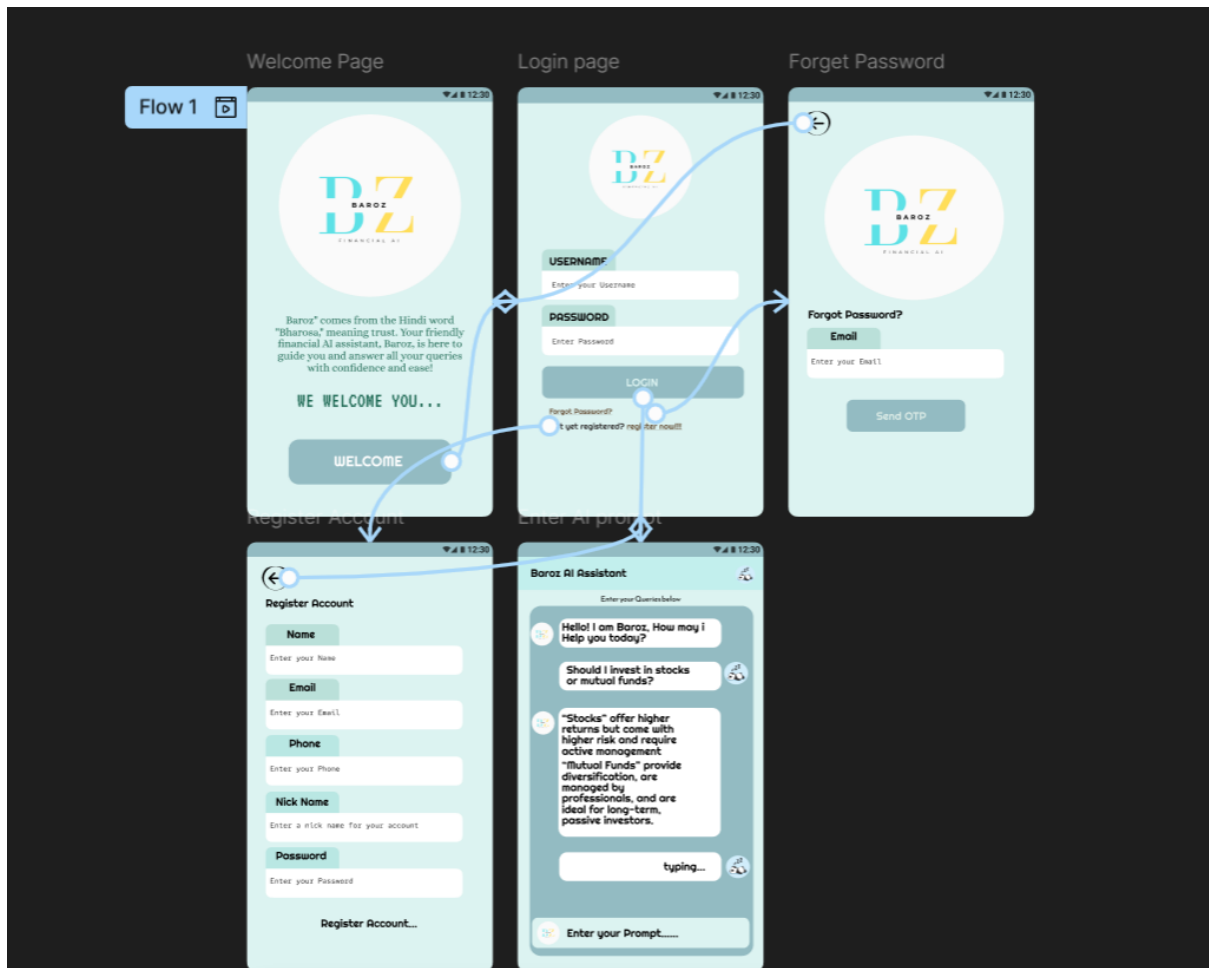 Welcome Page
Login page
Forget Password
Flow 1
12:30
BAROZ
FINANCIAL AI
Baroz" comes from the Hindi word
"Bharosa," meaning trust. Your friendly
financial AI assistant, Baroz, is here to
guide you and answer all your queries
with confidence and ease!
WE WELCOME YOU...
WELCOME
12:30
BZ
BAROZ
FINANCIAL AI
USERNAME
Enter your Username
PASSWORD
Enter Password
LOGIN
Forgot Password?
t yet registered? register now!!!
12:30
BAROZ
FINANCIAL AI
Forgot Password?
Email
Enter your Email
Send OTP
Register Account
Enter AI prompt
12:30
Register Account
Name
Enter your Name
Email
Enter your Email
Phone
Enter your Phone
Nick Name
Enter a nick name for your account
Password
Enter your Password
Register Account...
12:30
Baroz AI Assistant
Enter your Queries below
Hello! I am Baroz, How may i
Help you today?
Should I invest in stocks
or mutual funds?
"Stocks" offer higher
returns but come with
higher risk and require
active management
"Mutual Funds" provide
diversification, are
managed by
professionals, and are
ideal for long-term,
passive investors.
typing...
Enter your Prompt......